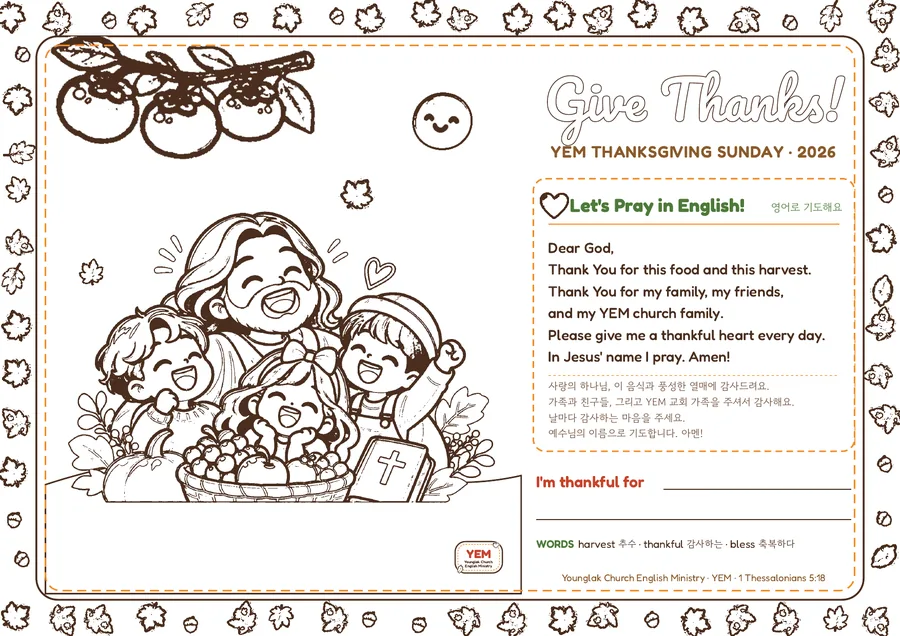 Give Thanks!
YEM THANKSGIVING SUNDAY · 2026
Let's Pray in English! 영어로 기도해요
Dear God,
Thank You for this food and this harvest.
Thank You for my family, my friends,
and my YEM church family.
Please give me a thankful heart every day.
In Jesus' name I pray. Amen!
사랑의 하나님, 이 음식과 풍성한 열매에 감사드려요.
가족과 친구들, 그리고 YEM 교회 가족을 주셔서 감사해요.
날마다 감사하는 마음을 주세요.
예수님의 이름으로 기도합니다. 아멘!
I'm thankful for
WORDS harvest 추수 · thankful 감사하는 · bless 축복하다
YEM
Younglak Church
English Ministry
Younglak Church English Ministry · YEM · 1 Thessalonians 5:18